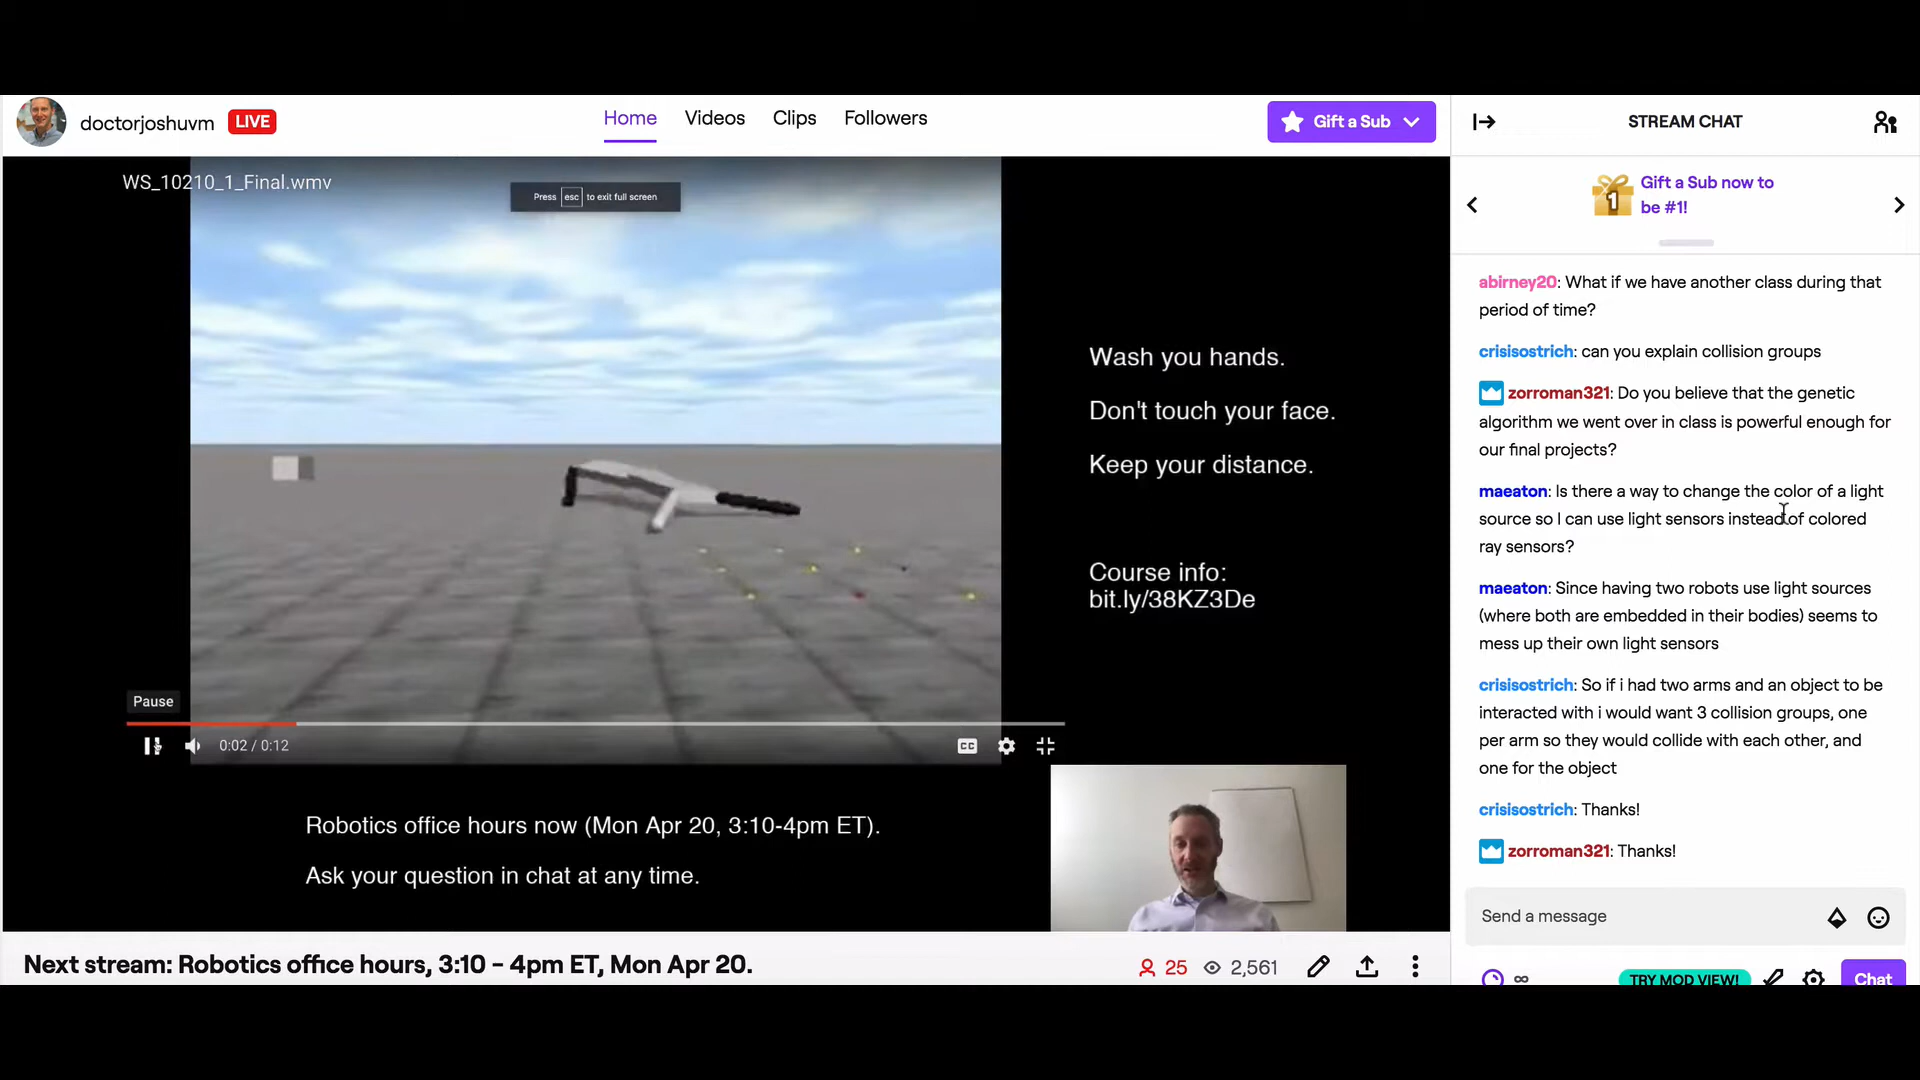 doctorjoshuvm LIVE
Home Videos Clips Followers
Gift a Sub
STREAM CHAT
WS_10210_1_Final.wmv
Press esc to exit full screen
Gift a Sub now to
be #1!
1
Wash you hands.
Don't touch your face.
Keep your distance.
Course info:
bit.ly/38KZ3De
Pause
0:02 / 0:12
CC
Robotics office hours now (Mon Apr 20, 3:10-4pm ET).
Ask your question in chat at any time.
Next stream: Robotics office hours, 3:10 - 4pm ET, Mon Apr 20.
25 2,561
abirney20: What if we have another class during that
period of time?
crisisostrich: can you explain collision groups
zorroman321: Do you believe that the genetic
algorithm we went over in class is powerful enough for
our final projects?
maeaton: Is there a way to change the color of a light
source so I can use light sensors instead of colored
ray sensors?
maeaton: Since having two robots use light sources
(where both are embedded in their bodies) seems to
mess up their own light sensors
crisisostrich: So if i had two arms and an object to be
interacted with i would want 3 collision groups, one
per arm so they would collide with each other, and
one for the object
crisisostrich: Thanks!
zorroman321: Thanks!
Send a message
∞
TRY MOD VIEW!
Chat